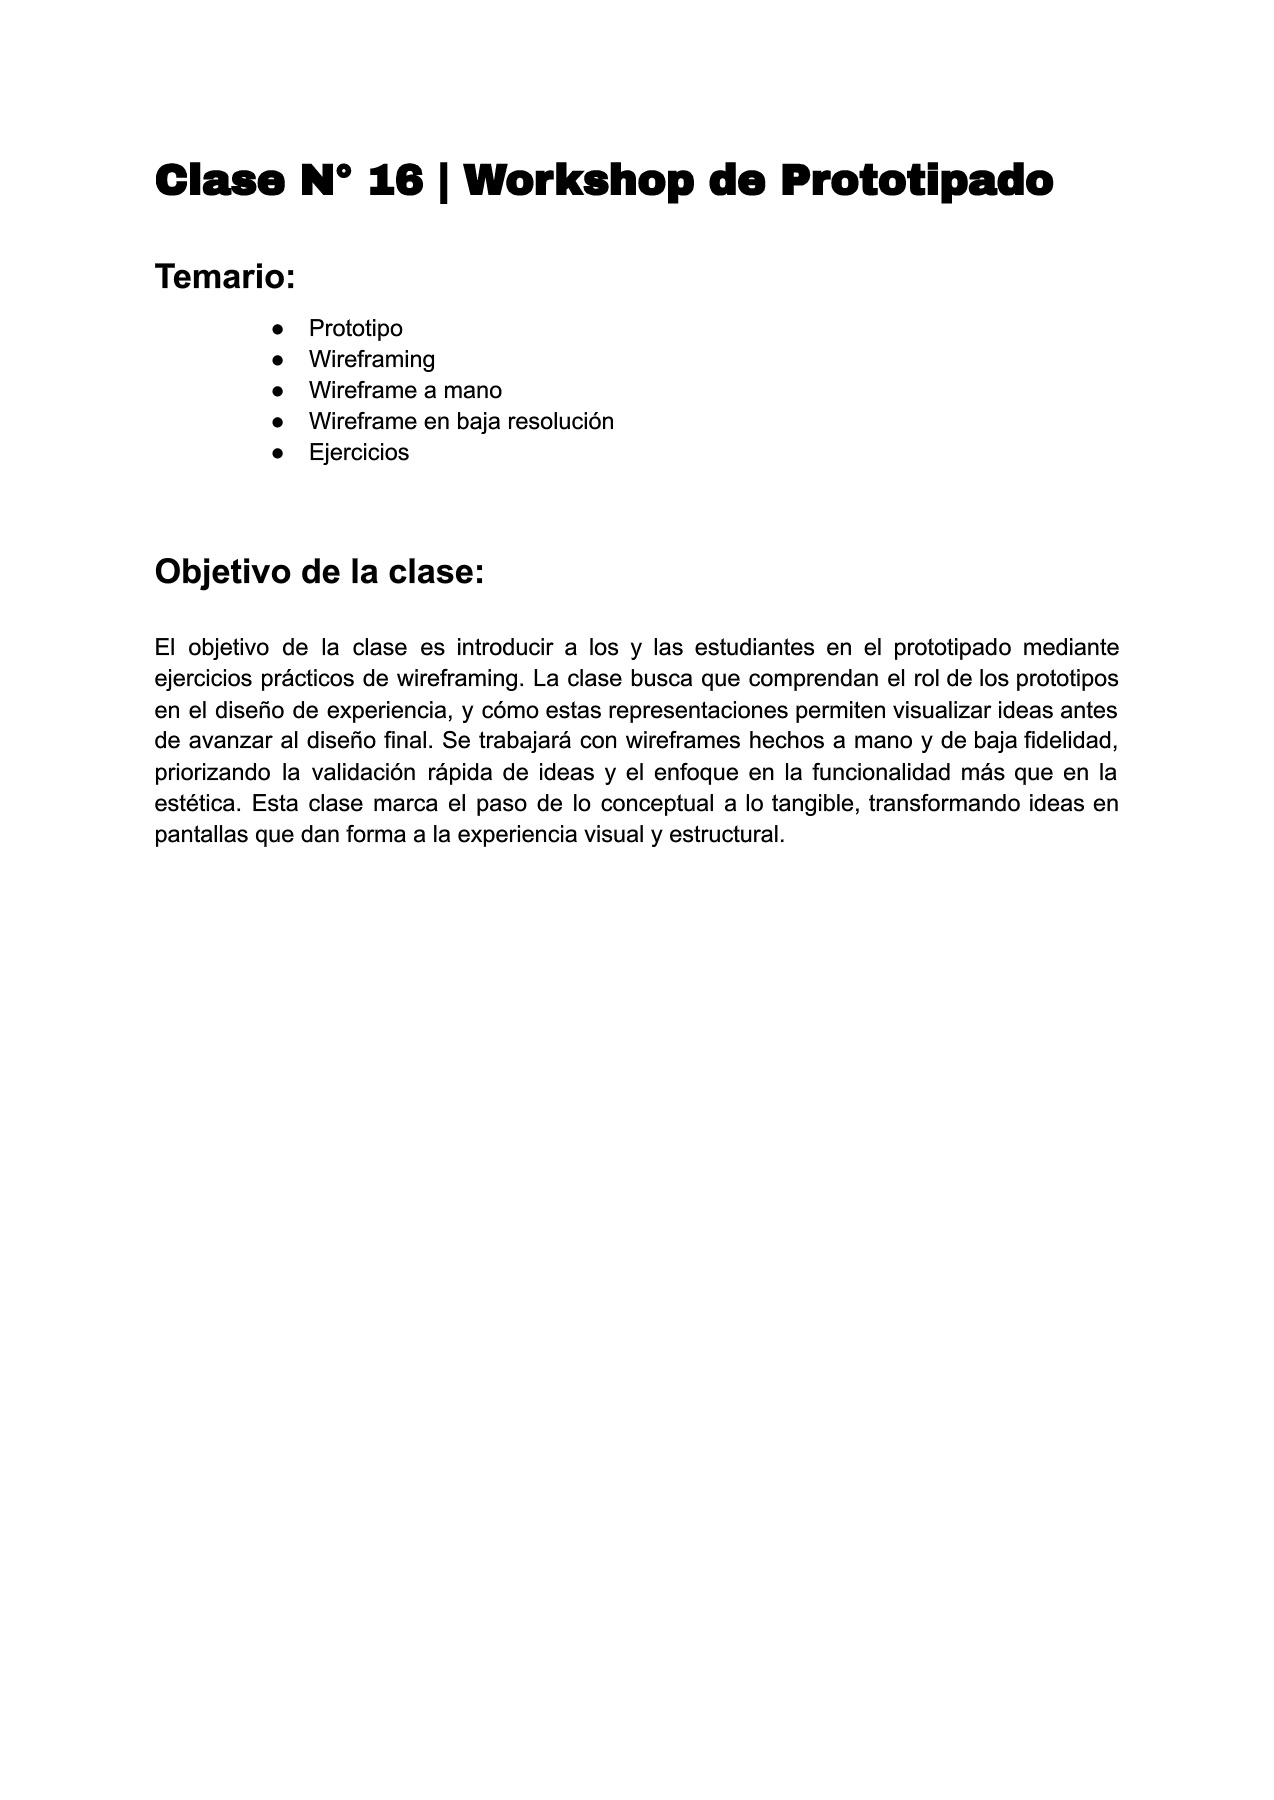 Clase N° 16 | Workshop de Prototipado
Temario:
● Prototipo
● Wireframing
● Wireframe a mano
● Wireframe en baja resolución
● Ejercicios
Objetivo de la clase:
El objetivo de la clase es introducir a los y las estudiantes en el prototipado mediante
ejercicios prácticos de wireframing. La clase busca que comprendan el rol de los prototipos
en el diseño de experiencia, y cómo estas representaciones permiten visualizar ideas antes
de avanzar al diseño final. Se trabajará con wireframes hechos a mano y de baja fidelidad,
priorizando la validación rápida de ideas y el enfoque en la funcionalidad más que en la
estética. Esta clase marca el paso de lo conceptual a lo tangible, transformando ideas en
pantallas que dan forma a la experiencia visual y estructural.